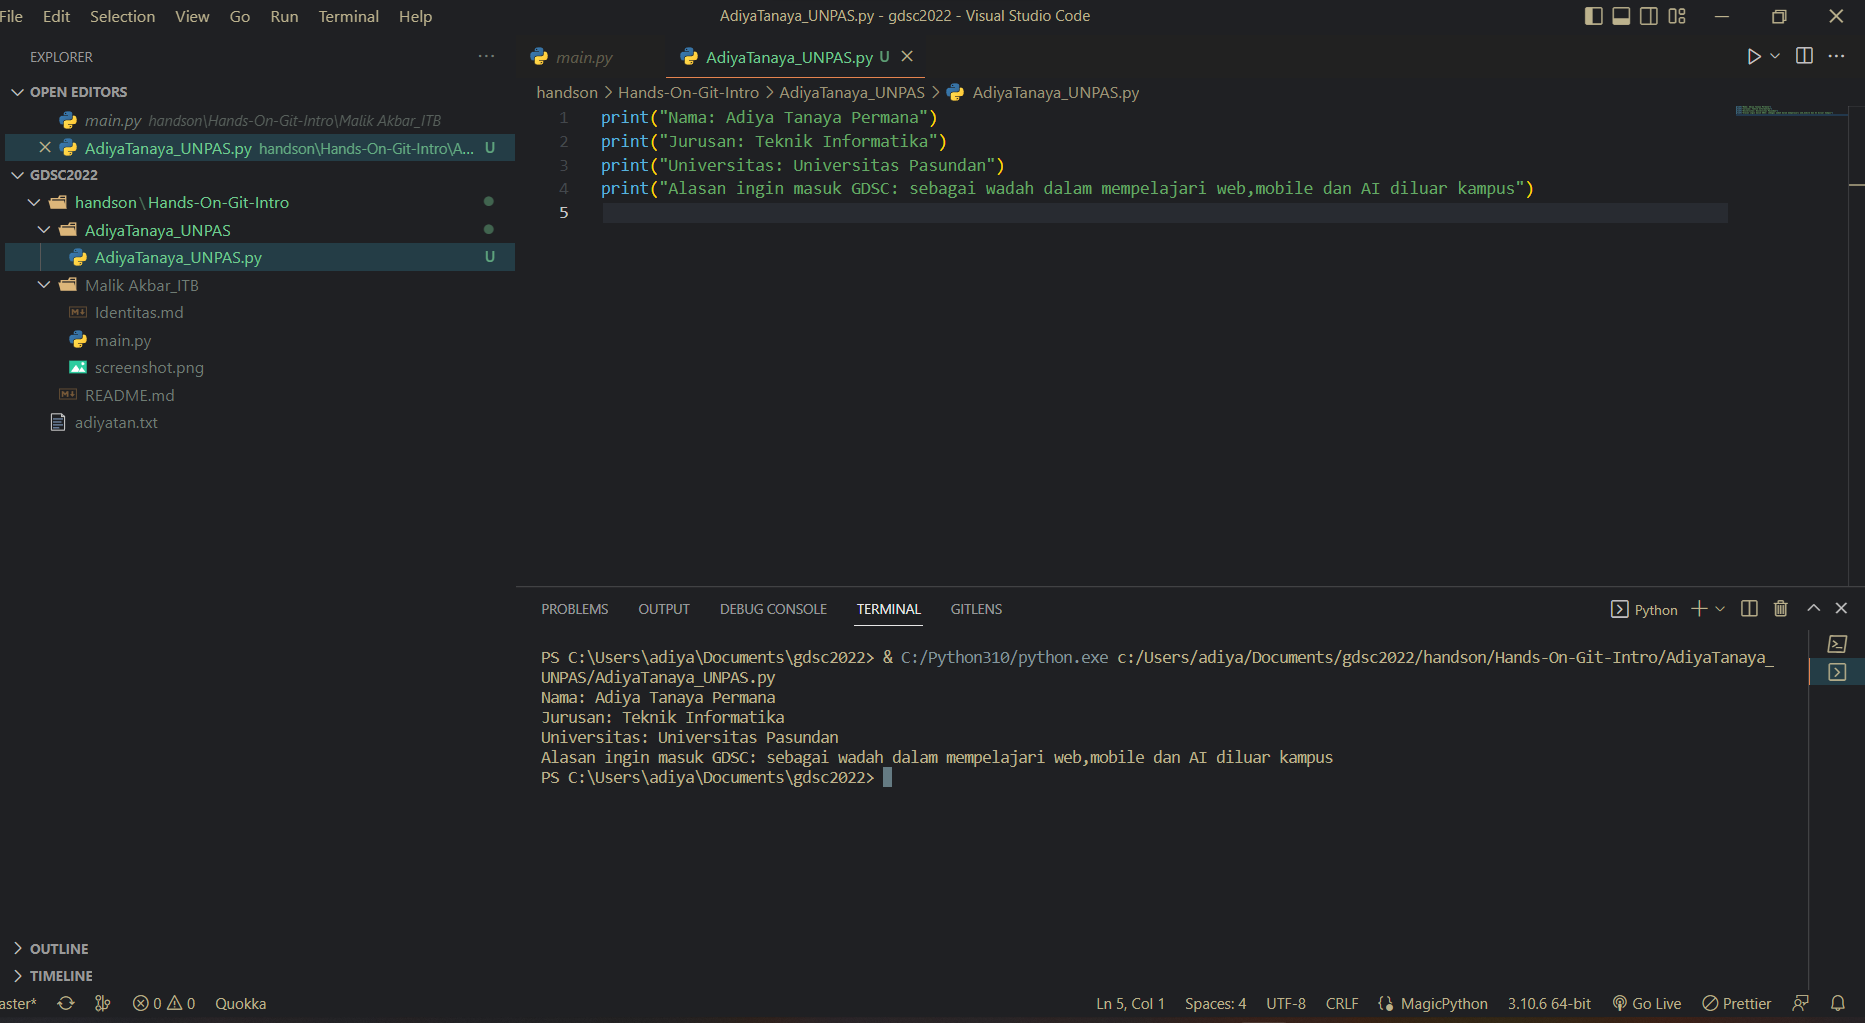 File Edit Selection View Go Run Terminal Help
AdiyaTanaya_UNPAS.py - gdsc2022 - Visual Studio Code
EXPLORER
OPEN EDITORS
main.py handson\Hands-On-Git-Intro\Malik Akbar_ITB
AdiyaTanaya_UNPAS.py handson\Hands-On-Git-Intro\A... U
GDSC2022
handson\Hands-On-Git-Intro
AdiyaTanaya_UNPAS
AdiyaTanaya_UNPAS.py U
Malik Akbar_ITB
Identitas.md
main.py
screenshot.png
README.md
adiyatan.txt
OUTLINE
TIMELINE
main.py
AdiyaTanaya_UNPAS.py U
handson > Hands-On-Git-Intro > AdiyaTanaya_UNPAS > AdiyaTanaya_UNPAS.py
1 print("Nama: Adiya Tanaya Permana")
2 print("Jurusan: Teknik Informatika")
3 print("Universitas: Universitas Pasundan")
4 print("Alasan ingin masuk GDSC: sebagai wadah dalam mempelajari web,mobile dan AI diluar kampus")
5
PROBLEMS OUTPUT DEBUG CONSOLE TERMINAL GITLENS
Python
PS C:\Users\adiya\Documents\gdsc2022> & C:/Python310/python.exe c:/Users/adiya/Documents/gdsc2022/handson/Hands-On-Git-Intro/AdiyaTanaya_
UNPAS/AdiyaTanaya_UNPAS.py
Nama: Adiya Tanaya Permana
Jurusan: Teknik Informatika
Universitas: Universitas Pasundan
Alasan ingin masuk GDSC: sebagai wadah dalam mempelajari web,mobile dan AI diluar kampus
PS C:\Users\adiya\Documents\gdsc2022>
aster* 0 0 Quokka
Ln 5, Col 1 Spaces: 4 UTF-8 CRLF MagicPython 3.10.6 64-bit Go Live Prettier